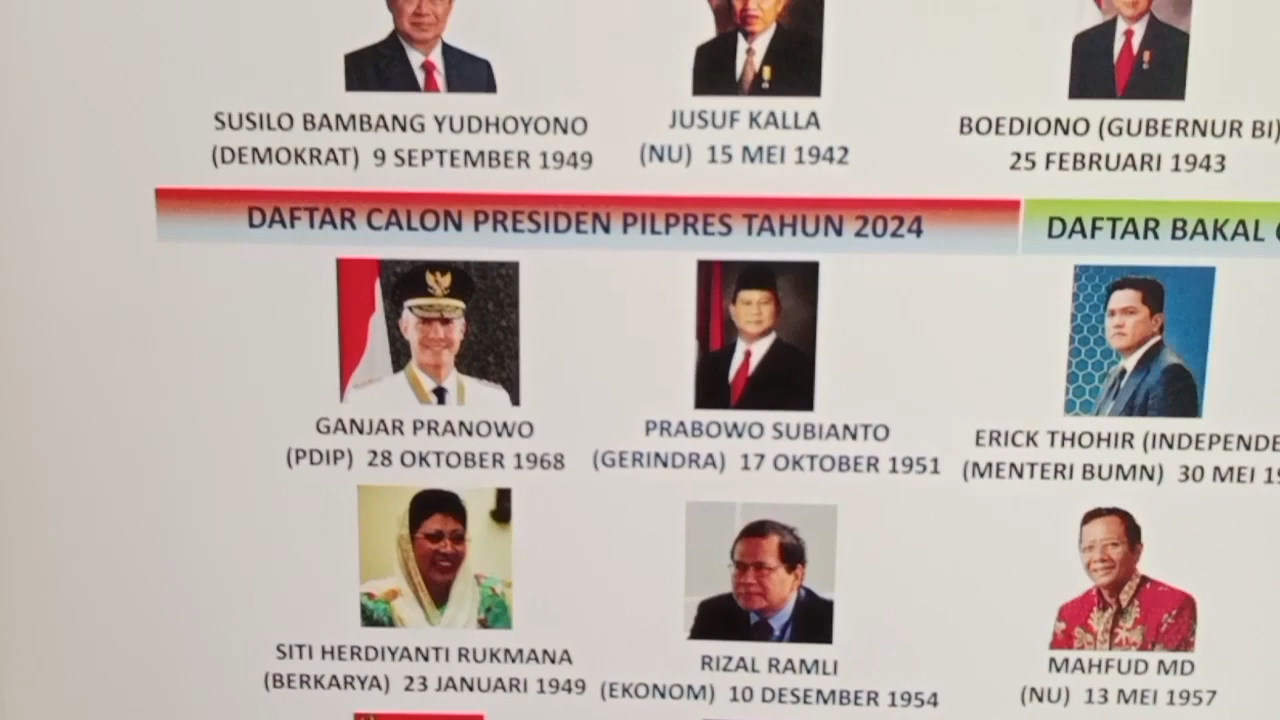 SUSILO BAMBANG YUDHOYONO
(DEMOKRAT) 9 SEPTEMBER 1949
JUSUF KALLA
(NU) 15 MEI 1942
BOEDIONO (GUBERNUR BI)
25 FEBRUARI 1943
DAFTAR CALON PRESIDEN PILPRES TAHUN 2024
DAFTAR BAKAL
GANJAR PRANOWO
(PDIP) 28 OKTOBER 1968
PRABOWO SUBIANTO
(GERINDRA) 17 OKTOBER 1951
ERICK THOHIR (INDEPENDE
(MENTERI BUMN) 30 MEI 19
SITI HERDIYANTI RUKMANA
(BERKARYA) 23 JANUARI 1949
RIZAL RAMLI
(EKONOM) 10 DESEMBER 1954
MAHFUD MD
(NU) 13 MEI 1957